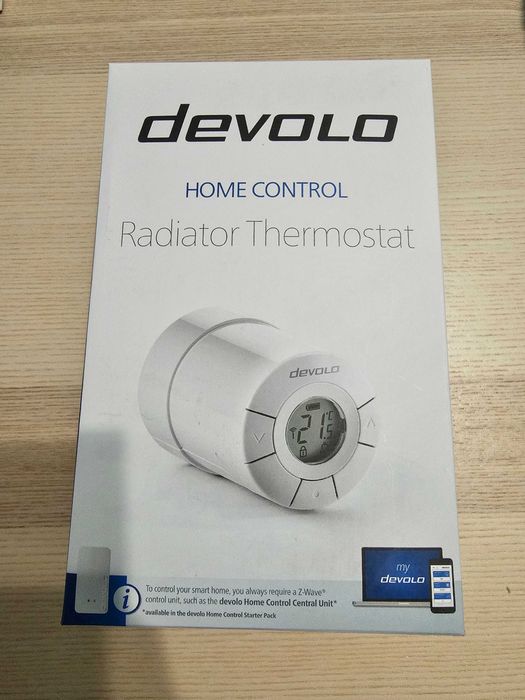 devolo
HOME CONTROL
Radiator Thermostat
devolo
21.5°C
my
devolo
i
To control your smart home, you always require a Z-Wave®
control unit, such as the devolo Home Control Central Unit*
*available in the devolo Home Control Starter Pack